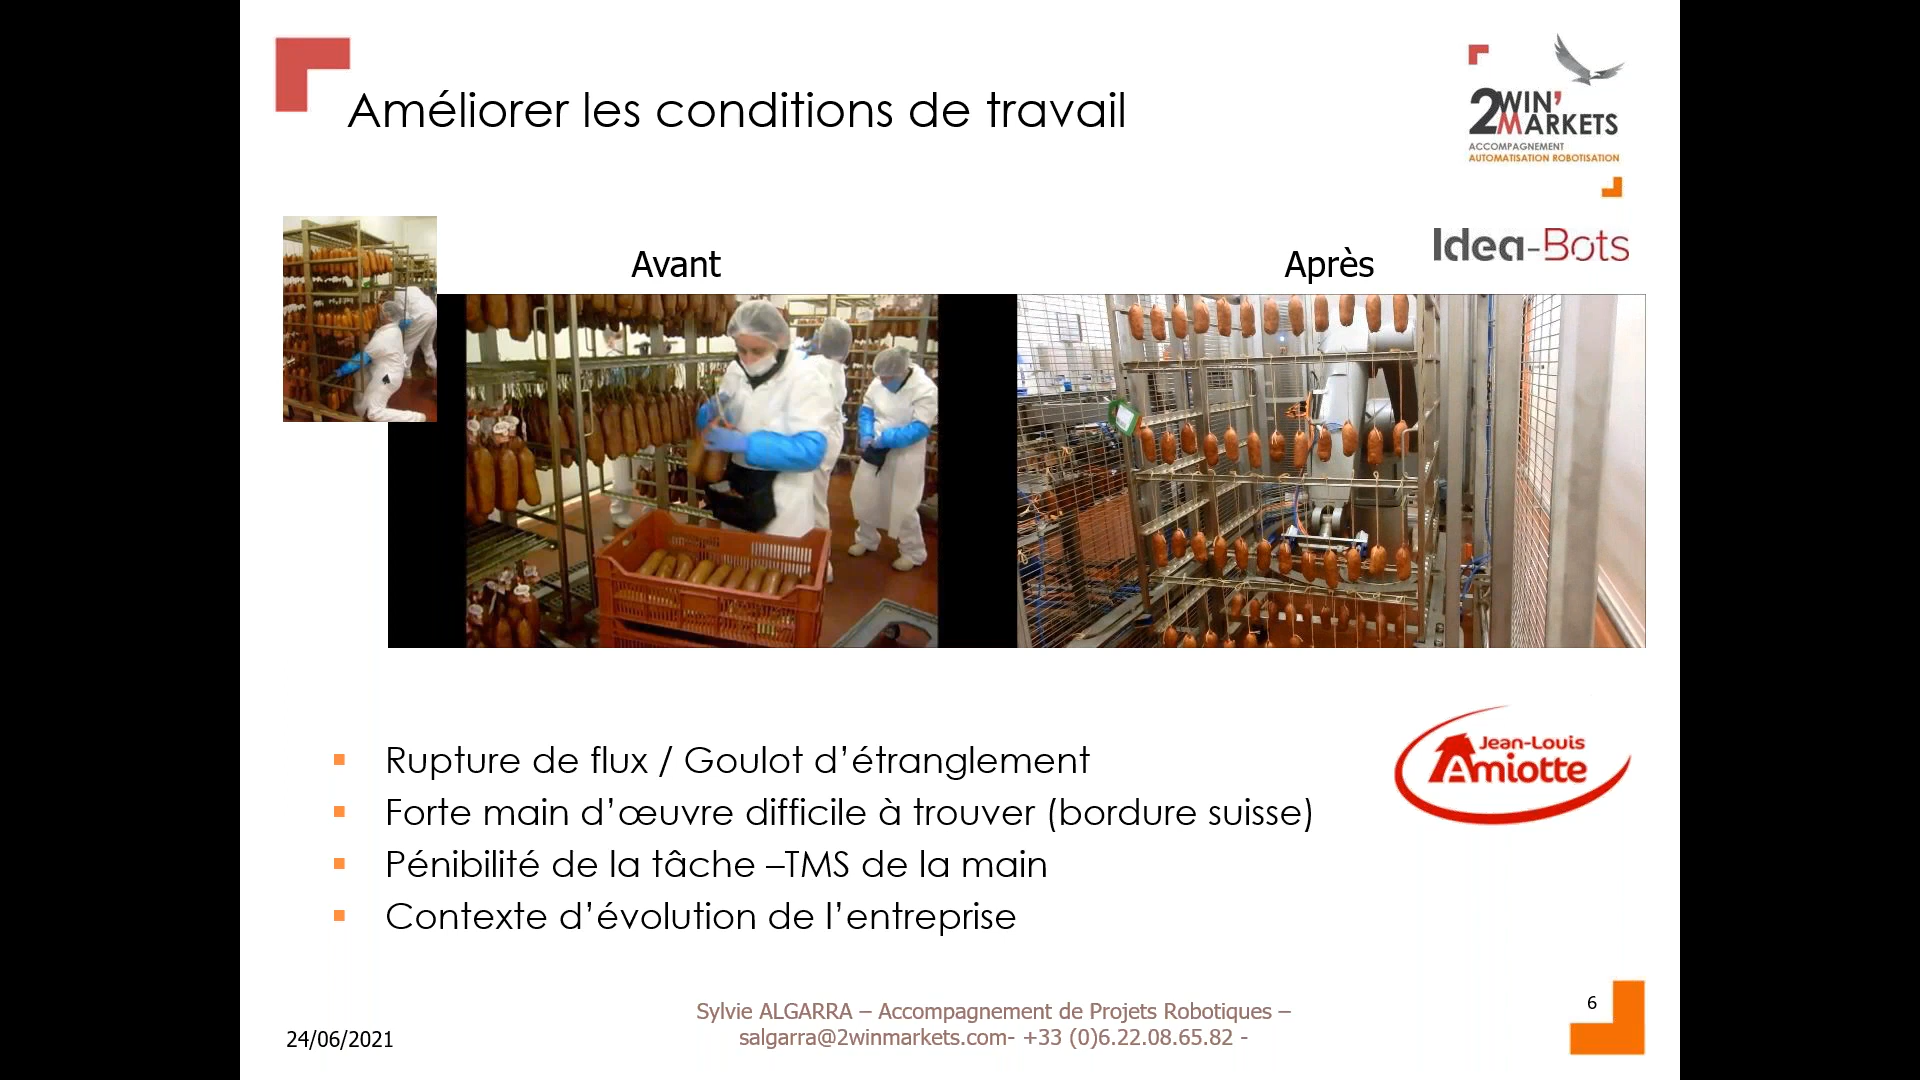 Améliorer les conditions de travail
2WIN'
MARKETS
ACCOMPAGNEMENT
AUTOMATISATION ROBOTISATION
Idea-Bots
Avant
Après
▪ Rupture de flux / Goulot d’étranglement
▪ Forte main d’œuvre difficile à trouver (bordure suisse)
▪ Pénibilité de la tâche –TMS de la main
▪ Contexte d’évolution de l’entreprise
Jean-Louis
Amiotte
24/06/2021
Sylvie ALGARRA – Accompagnement de Projets Robotiques –
salgarra@2winmarkets.com- +33 (0)6.22.08.65.82 -
6